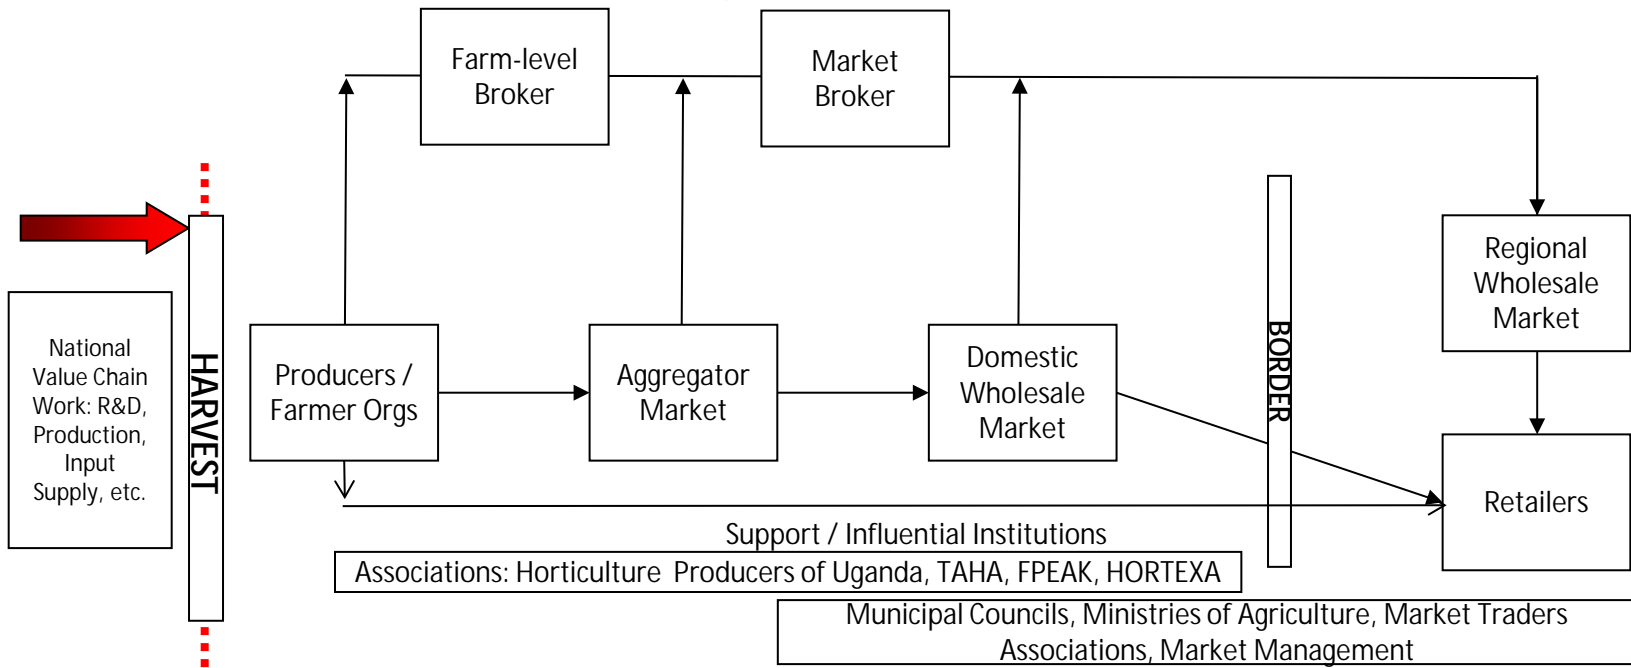 Farm-level
Broker
Market
Broker
Regional
Wholesale
Market
National
Value Chain
Work: R&D,
Production,
Input
Supply, etc.
HARVEST
Producers /
Farmer Orgs
Aggregator
Market
Domestic
Wholesale
Market
BORDER
Retailers
Support / Influential Institutions
Associations: Horticulture Producers of Uganda, TAHA, FPEAK, HORTEXA
Municipal Councils, Ministries of Agriculture, Market Traders
Associations, Market Management